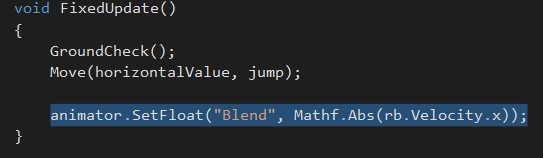 void FixedUpdate()
{
GroundCheck();
Move(horizontalValue, jump);
animator.SetFloat("Blend", Mathf.Abs(rb.Velocity.x));
}